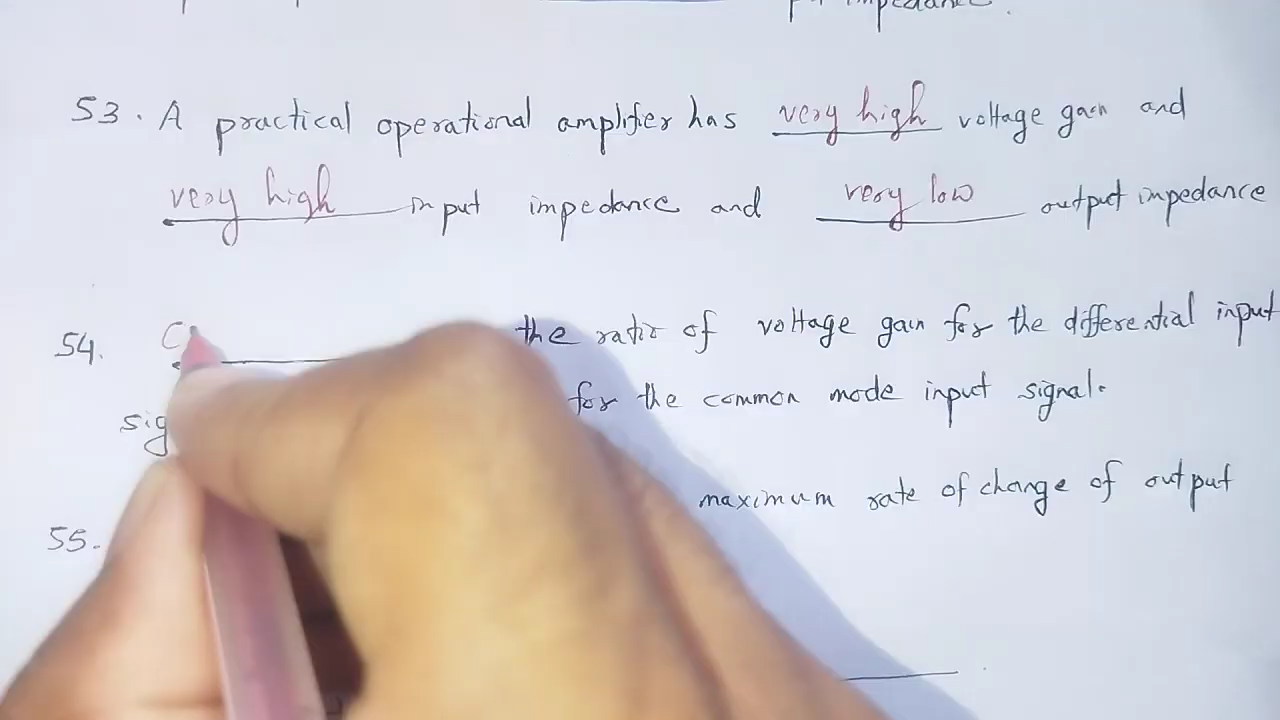 impedance.
53. A practical operational amplifier has very high voltage gain and
very high input impedance and very low output impedance
54. C the ratio of voltage gain for the differential input
sig for the common mode input signal.
55. maximum rate of change of output